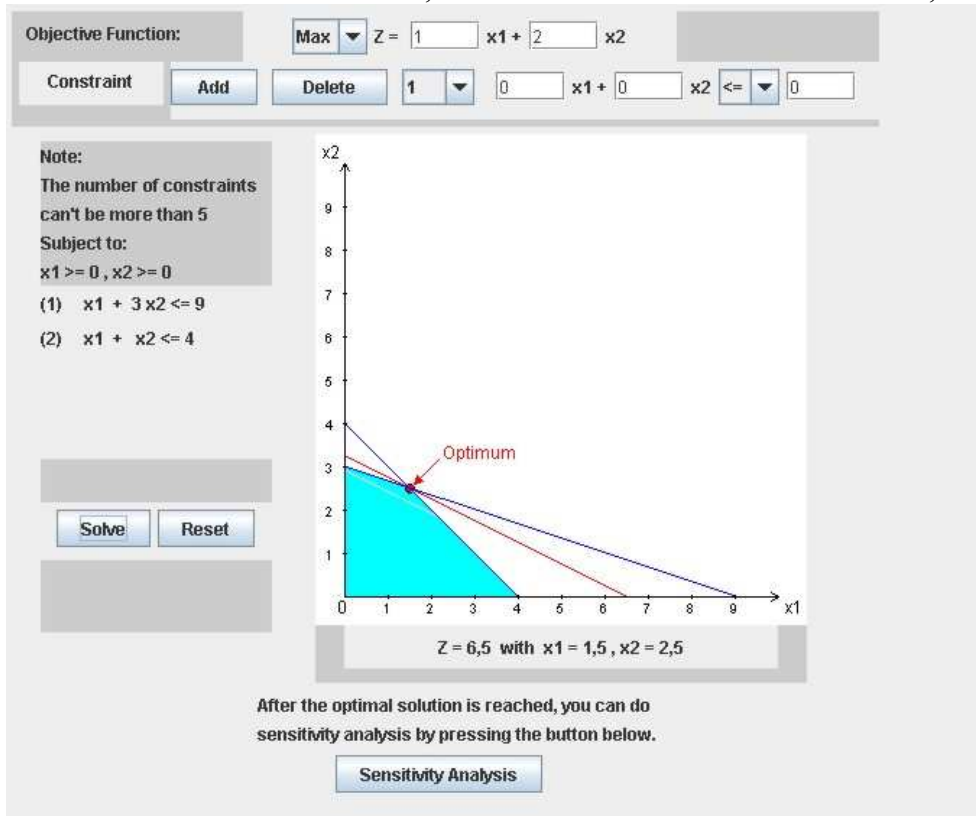 Objective Function: Max Z = 1 x1 + 2 x2
Constraint Add Delete 1 0 x1 + 0 x2 <= 0
Note:
The number of constraints
can't be more than 5
Subject to:
x1 >= 0 , x2 >= 0
(1) x1 + 3 x2 <= 9
(2) x1 + x2 <= 4
Solve Reset
x2
9
8
7
6
5
4
Optimum
3
2
1
0 1 2 3 4 5 6 7 8 9 x1
Z = 6,5 with x1 = 1,5 , x2 = 2,5
After the optimal solution is reached, you can do
sensitivity analysis by pressing the button below.
Sensitivity Analysis